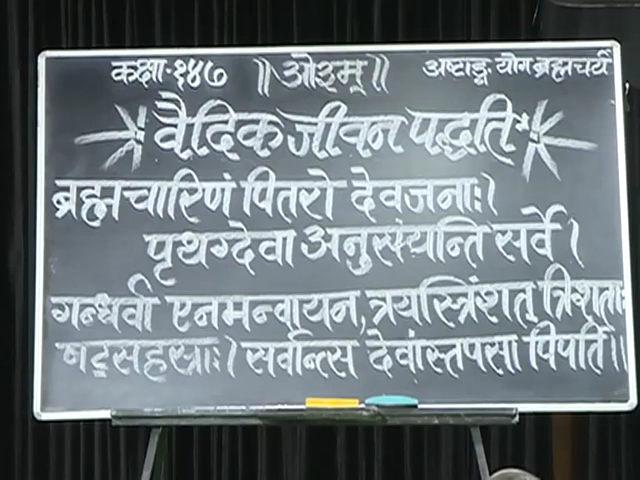 कक्षा-१४७ ॥ओ३म्॥ अष्टाङ्ग योग ब्रह्मचर्य
वैदिक जीवन पद्धति
ब्रह्मचारिणं पितरो देवजनाः।
पृथग्देवा अनुसंयन्ति सर्वे।
गन्धर्वा एनमन्वायन, त्रयस्त्रिंशत् त्रिशताः
षट्सहस्राः। सर्वान्त्स देवांस्तपसा पिपर्ति॥